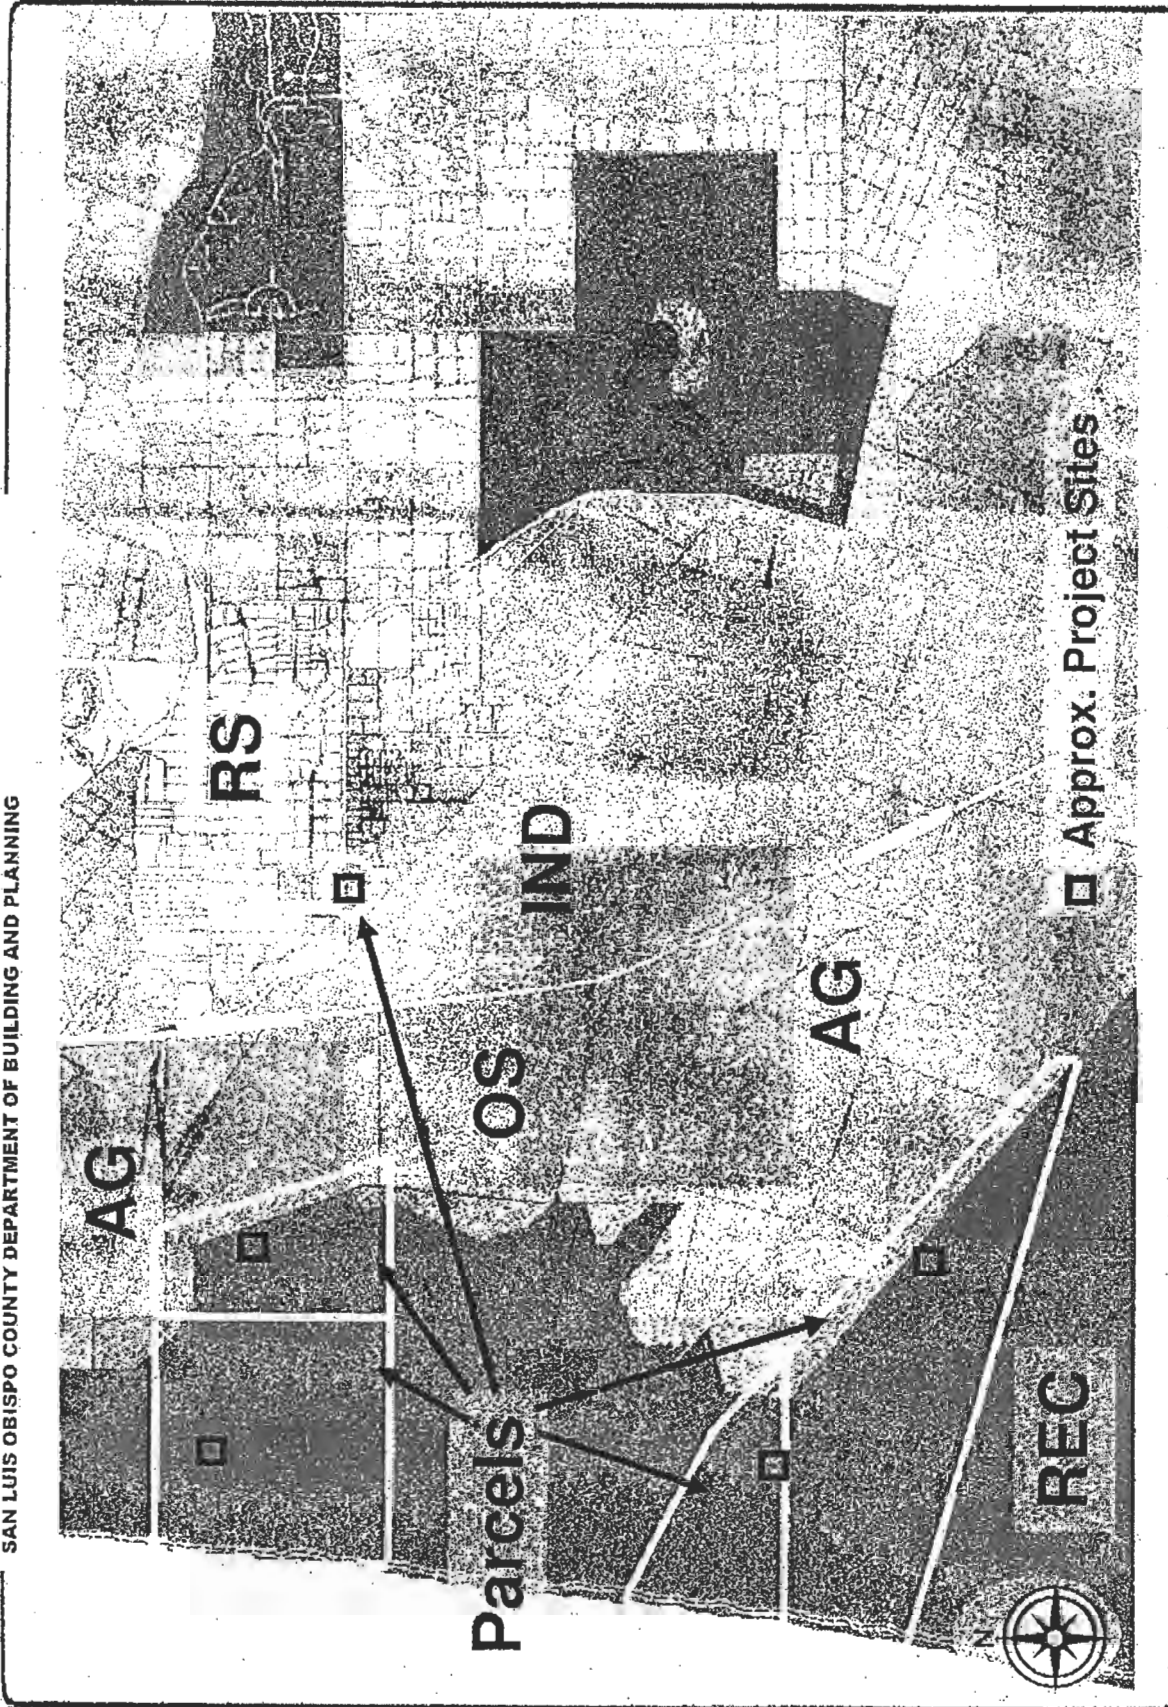 SAN LUIS OBISPO COUNTY DEPARTMENT OF BUILDING AND PLANNING
AG
RS
OS
IND
Parcels
AG
REC
Approx. Project Sites
N